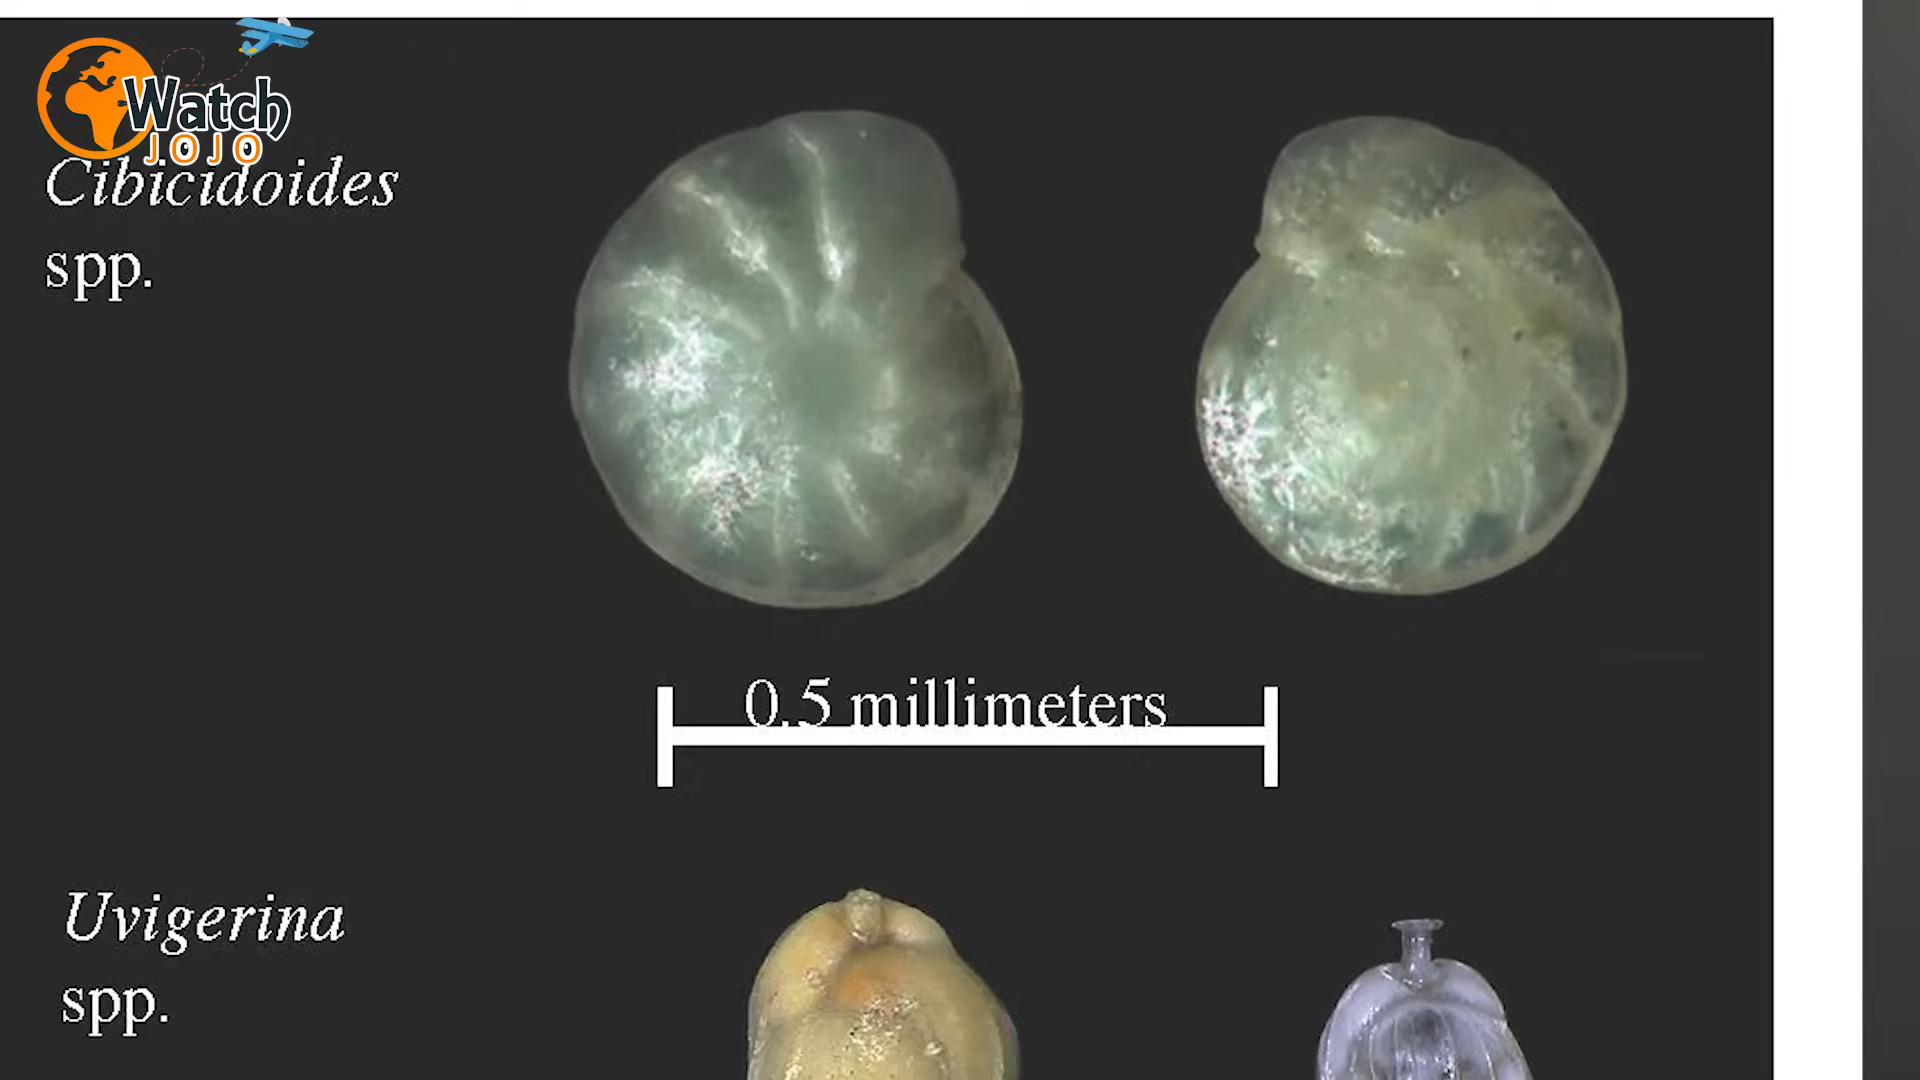 Watch
JOJO
Cibicidoides
spp.
0.5 millimeters
Uvigerina
spp.